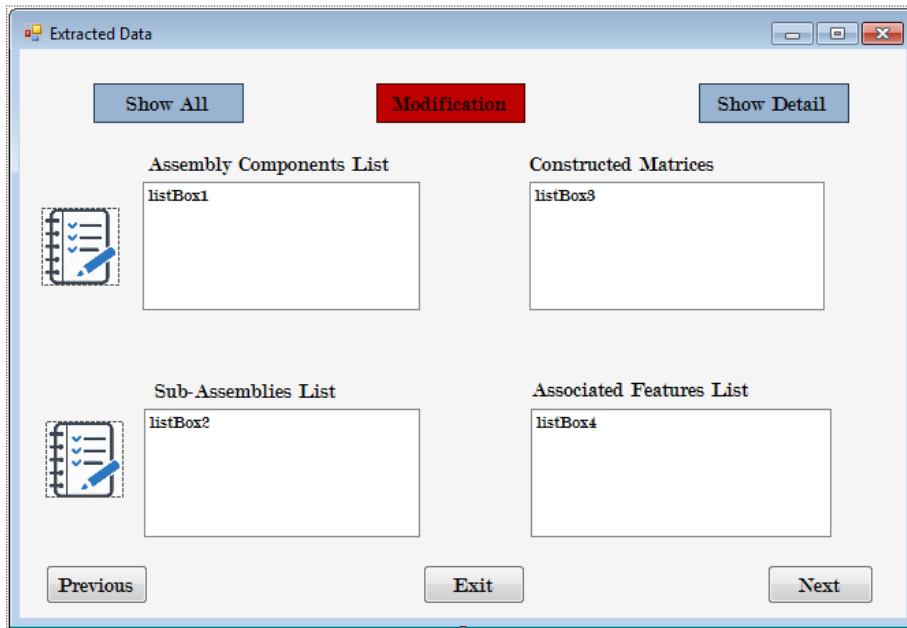 Extracted Data
Show All
Modification
Show Detail
Assembly Components List
Constructed Matrices
listBox1
listBox3
Sub-Assemblies List
Associated Features List
listBox2
listBox4
Previous
Exit
Next